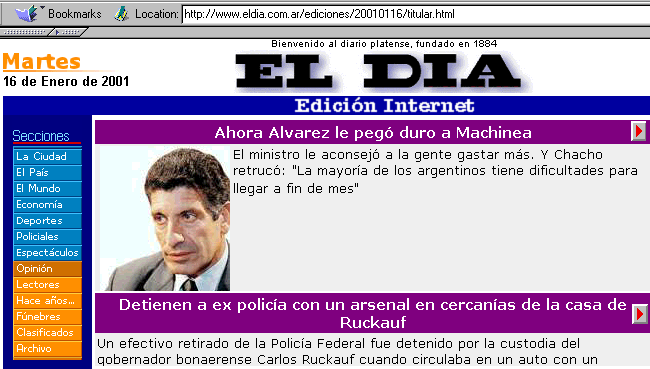 Bookmarks Location: http://www.eldia.com.ar/ediciones/20010116/titular.html
Bienvenido al diario platense, fundado en 1884
Martes
16 de Enero de 2001
EL DIA
Edición Internet
Secciones
La Ciudad
El País
El Mundo
Economía
Deportes
Policiales
Espectáculos
Opinión
Lectores
Hace años...
Fúnebres
Clasificados
Archivo
Ahora Alvarez le pegó duro a Machinea
El ministro le aconsejó a la gente gastar más. Y Chacho
retrucó: "La mayoría de los argentinos tiene dificultades para
llegar a fin de mes"
Detienen a ex policía con un arsenal en cercanías de la casa de
Ruckauf
Un efectivo retirado de la Policía Federal fue detenido por la custodia del
gobernador bonaerense Carlos Ruckauf cuando circulaba en un auto con un